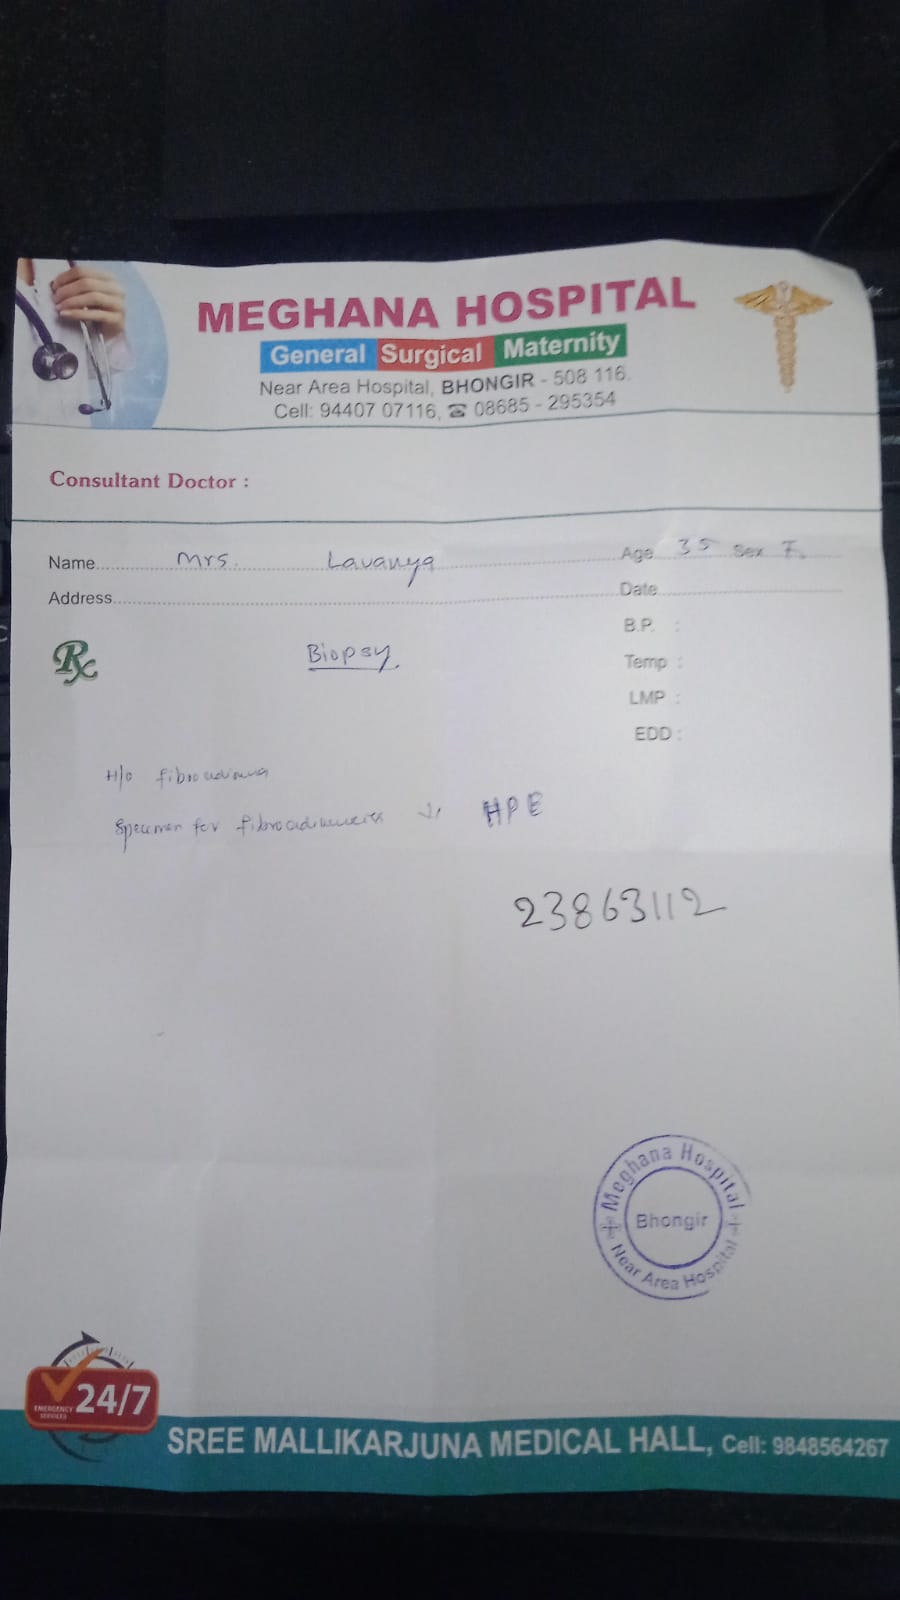 MEGHANA HOSPITAL
General Surgical Maternity
Near Area Hospital, BHONGIR - 508 116.
Cell: 94407 07116, ☎ 08685 - 295354
Consultant Doctor :
Name Mrs. Lavanya Age 35 Sex F.
Address Date
Rx Biopsy B.P. :
Temp :
LMP :
EDD :
H/o
Specimen for HPE
23863112
Meghana Hospital
Bhongir
Near Area Hospital
24/7
EMERGENCY
SERVICES
SREE MALLIKARJUNA MEDICAL HALL, Cell: 9848564267